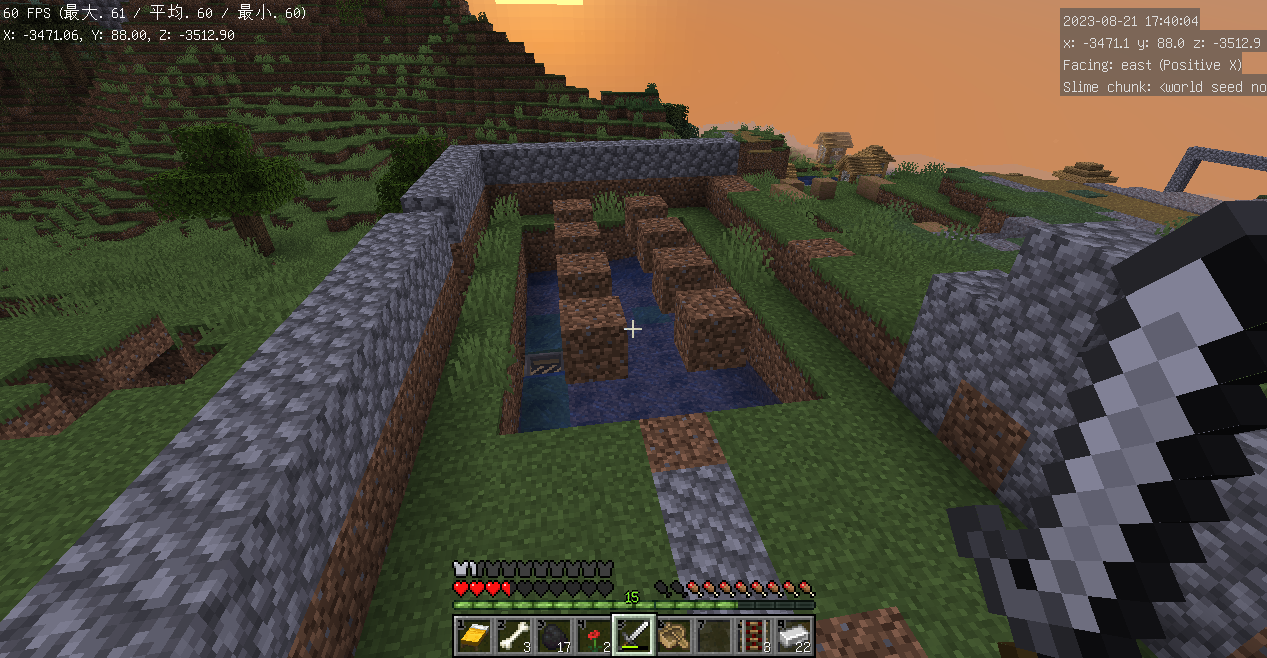 60 FPS (最大. 61 / 平均. 60 / 最小. 60)
X: -3471.06, Y: 88.00, Z: -3512.90
2023-08-21 17:40:04
x: -3471.1 y: 88.0 z: -3512.9
Facing: east (Positive X)
Slime chunk: <world seed no
15
3
17
2
8
22